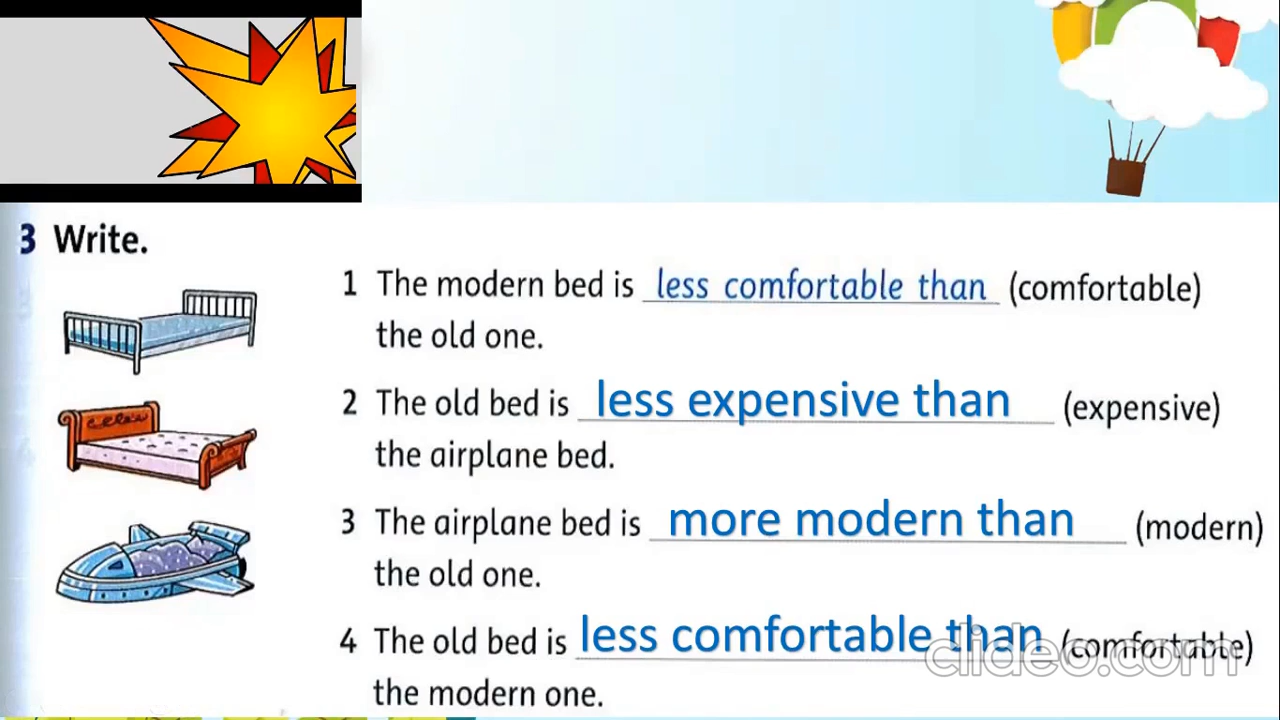 3 Write.
1 The modern bed is less comfortable than (comfortable)
the old one.
2 The old bed is less expensive than (expensive)
the airplane bed.
3 The airplane bed is more modern than (modern)
the old one.
4 The old bed is less comfortable than (comfortable)
the modern one.
clideo.com